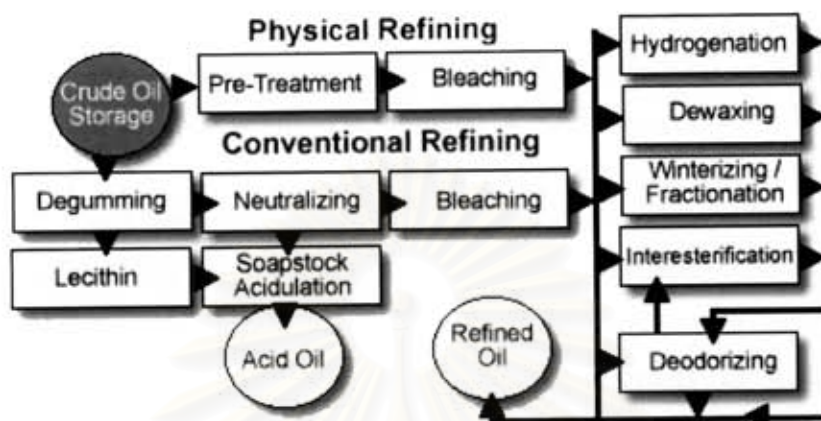 Physical Refining
Crude Oil
Storage
Pre-Treatment
Bleaching
Conventional Refining
Degumming
Neutralizing
Bleaching
Lecithin
Soapstock
Acidulation
Acid Oil
Refined
Oil
Hydrogenation
Dewaxing
Winterizing /
Fractionation
Interesterification
Deodorizing